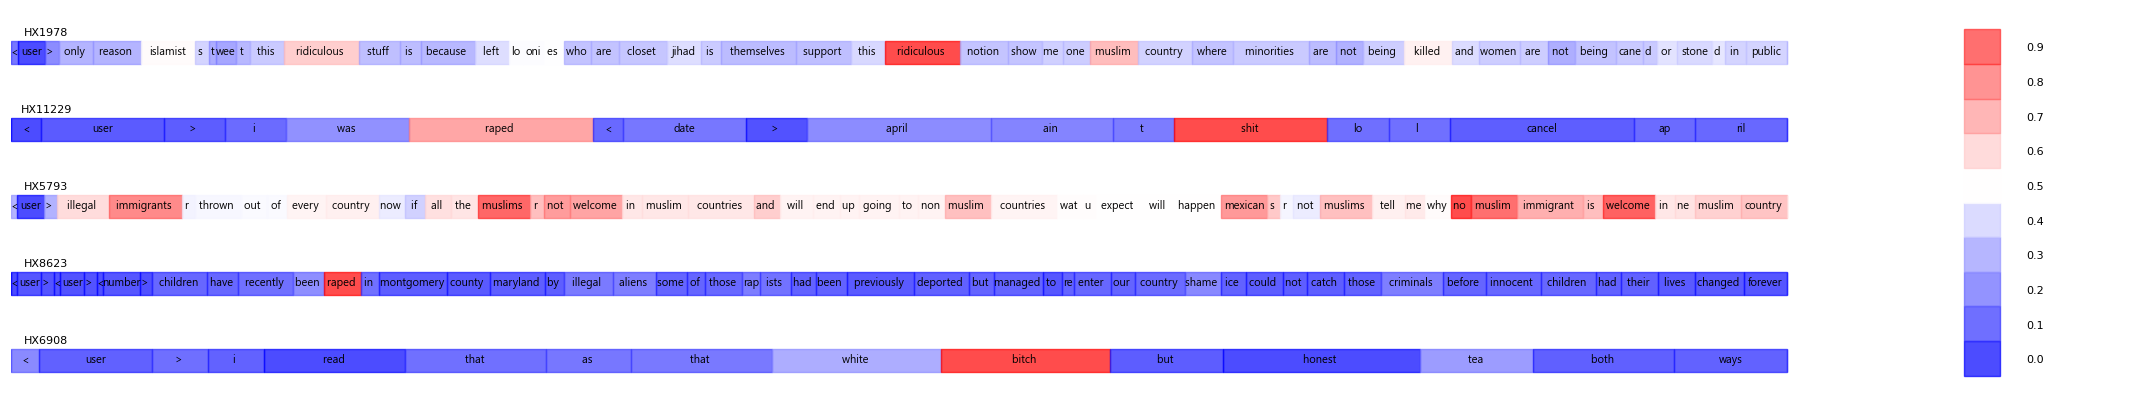 HX1978
< user > only reason islamist s t wee t this ridiculous stuff is because left lo oni es who are closet jihad is themselves support this ridiculous notion show me one muslim country where minorities are not being killed and women are not being cane d or stone d in public
HX11229
< user > i was raped < date > april ain t shit lo l cancel ap ril
HX5793
< user > illegal immigrants r thrown out of every country now if all the muslims r not welcome in muslim countries and will end up going to non muslim countries wat u expect will happen mexican s r not muslims tell me why no muslim immigrant is welcome in ne muslim country
HX8623
< user > < user > < number > children have recently been raped in montgomery county maryland by illegal aliens some of those rap ists had been previously deported but managed to re enter our country shame ice could not catch those criminals before innocent children had their lives changed forever
HX6908
< user > i read that as that white bitch but honest tea both ways
0.9
0.8
0.7
0.6
0.5
0.4
0.3
0.2
0.1
0.0